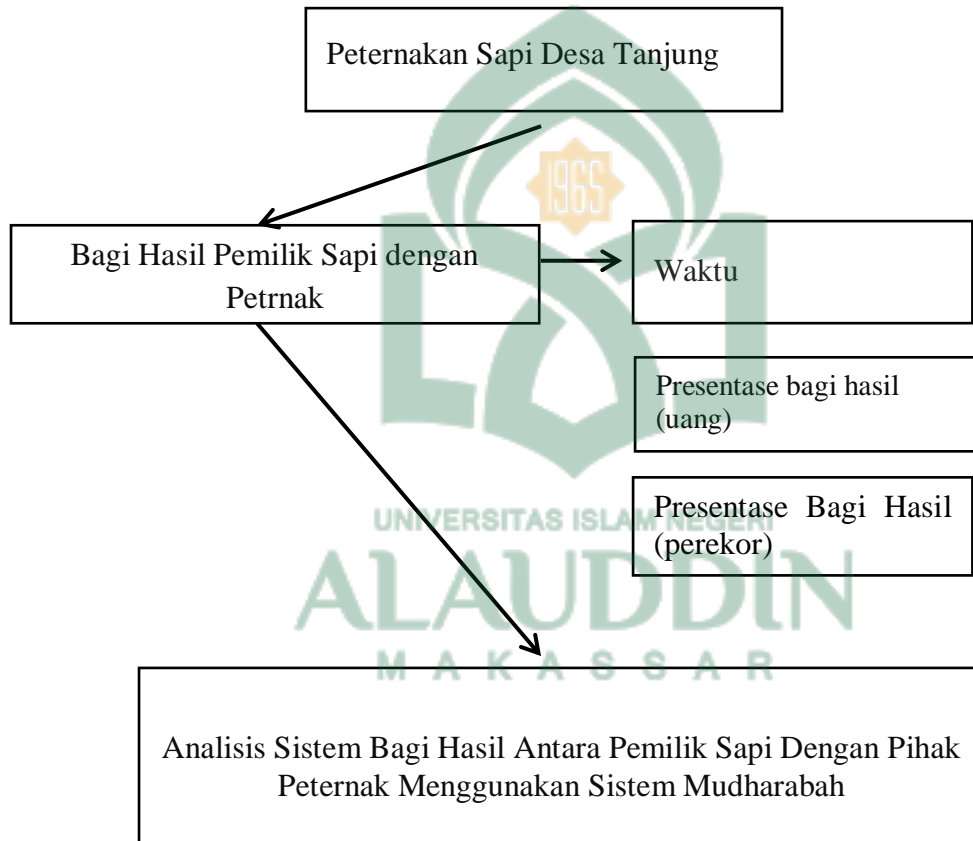 Peternakan Sapi Desa Tanjung
1965
Bagi Hasil Pemilik Sapi dengan
Petrnak
Waktu
Presentase bagi hasil
(uang)
Presentase Bagi Hasil
(perekor)
UNIVERSITAS ISLAM NEGERI
ALAUDDIN
MAKASSAR
Analisis Sistem Bagi Hasil Antara Pemilik Sapi Dengan Pihak
Peternak Menggunakan Sistem Mudharabah